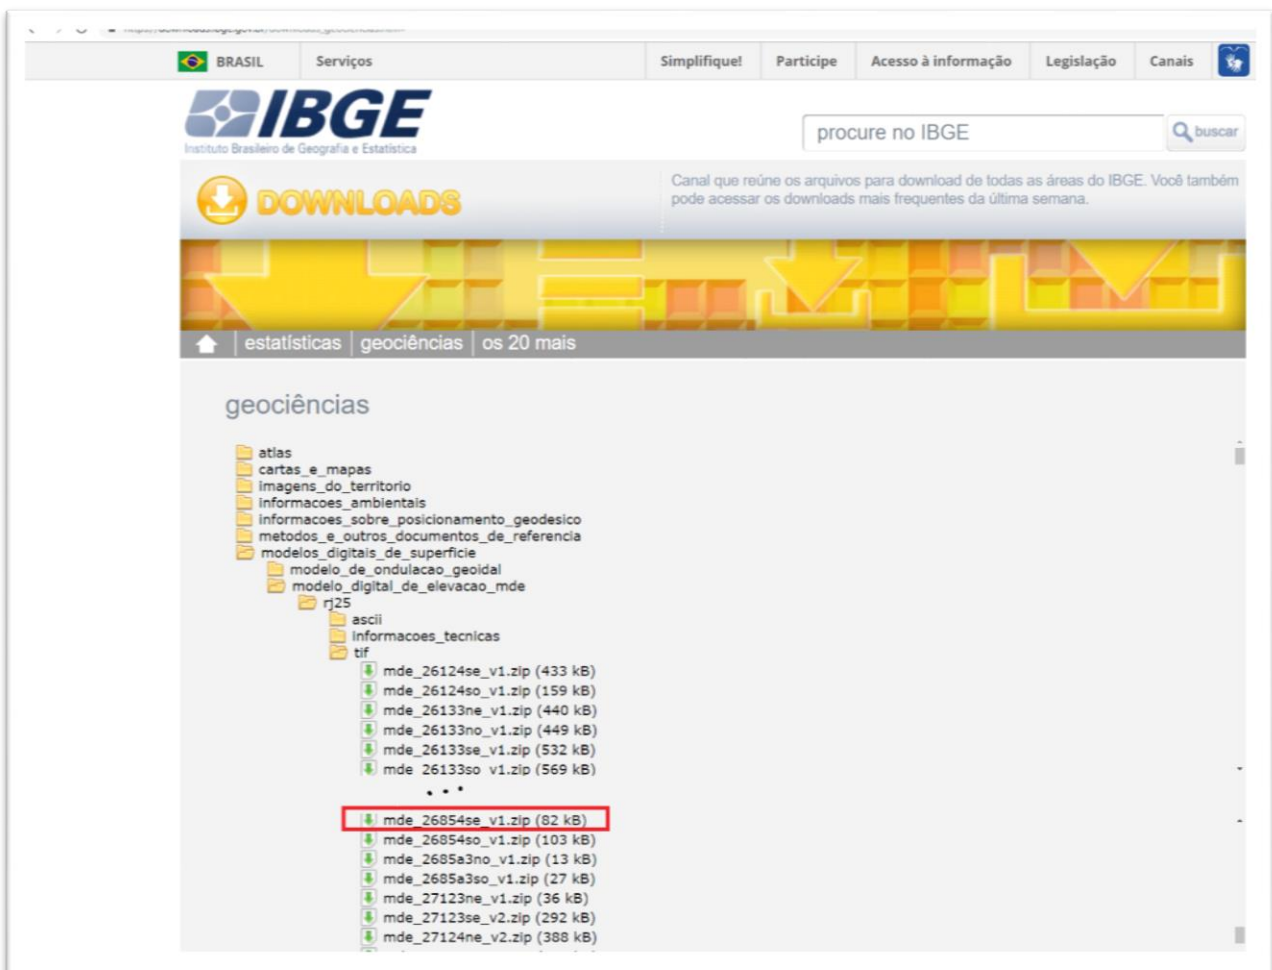 BRASIL Serviços Simplifique! Participe Acesso à informação Legislação Canais
IBGE
Instituto Brasileiro de Geografia e Estatística
procure no IBGE buscar
DOWNLOADS
Canal que reúne os arquivos para download de todas as áreas do IBGE. Você também
pode acessar os downloads mais frequentes da última semana.
estatísticas geociências os 20 mais
geociências
atlas
cartas_e_mapas
imagens_do_territorio
informacoes_ambientais
informacoes_sobre_posicionamento_geodesico
metodos_e_outros_documentos_de_referencia
modelos_digitais_de_superficie
modelo_de_ondulacao_geoidal
modelo_digital_de_elevacao_mde
rj25
ascii
informacoes_tecnicas
tif
mde_26124se_v1.zip (433 kB)
mde_26124so_v1.zip (159 kB)
mde_26133ne_v1.zip (440 kB)
mde_26133no_v1.zip (449 kB)
mde_26133se_v1.zip (532 kB)
mde_26133so_v1.zip (569 kB)
...
mde_26854se_v1.zip (82 kB)
mde_26854so_v1.zip (103 kB)
mde_2685a3no_v1.zip (13 kB)
mde_2685a3so_v1.zip (27 kB)
mde_27123ne_v1.zip (36 kB)
mde_27123se_v2.zip (292 kB)
mde_27124ne_v2.zip (388 kB)